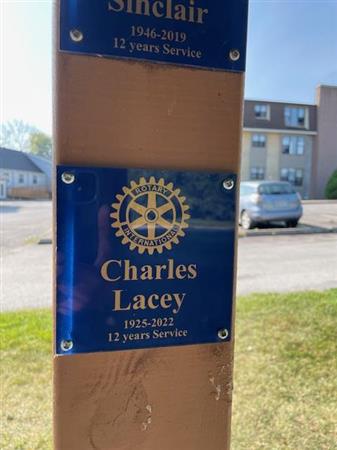 Sinclair
1946-2019
12 years Service
ROTARY
INTERNATIONAL
Charles
Lacey
1925-2022
12 years Service